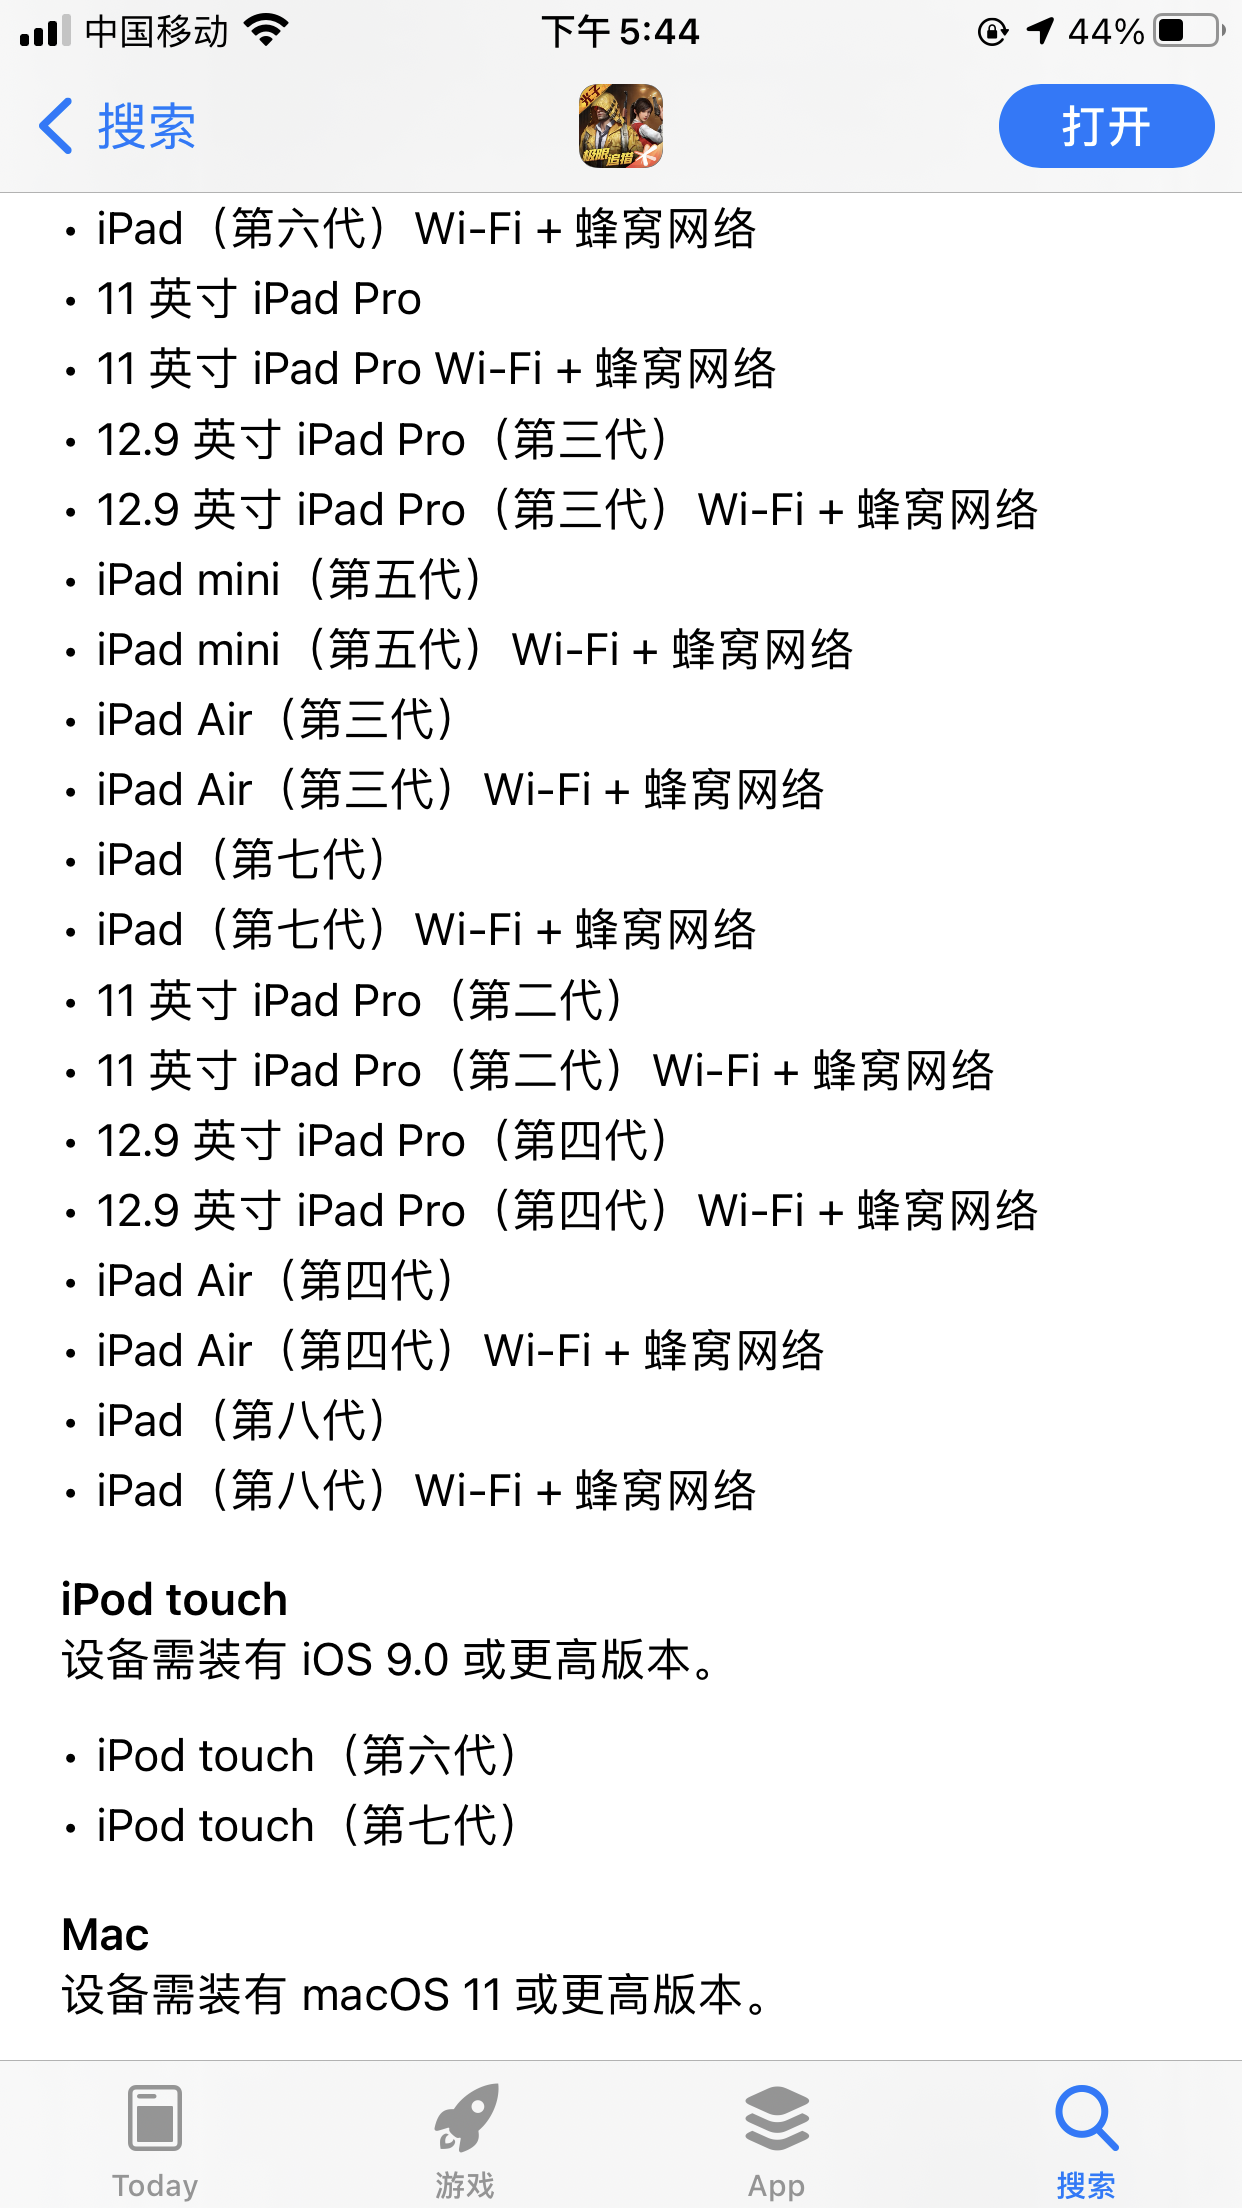 中国移动
下午 5:44
44%
搜索
光子
极限追猎
打开
• iPad（第六代）Wi-Fi + 蜂窝网络
• 11 英寸 iPad Pro
• 11 英寸 iPad Pro Wi-Fi + 蜂窝网络
• 12.9 英寸 iPad Pro（第三代）
• 12.9 英寸 iPad Pro（第三代）Wi-Fi + 蜂窝网络
• iPad mini（第五代）
• iPad mini（第五代）Wi-Fi + 蜂窝网络
• iPad Air（第三代）
• iPad Air（第三代）Wi-Fi + 蜂窝网络
• iPad（第七代）
• iPad（第七代）Wi-Fi + 蜂窝网络
• 11 英寸 iPad Pro（第二代）
• 11 英寸 iPad Pro（第二代）Wi-Fi + 蜂窝网络
• 12.9 英寸 iPad Pro（第四代）
• 12.9 英寸 iPad Pro（第四代）Wi-Fi + 蜂窝网络
• iPad Air（第四代）
• iPad Air（第四代）Wi-Fi + 蜂窝网络
• iPad（第八代）
• iPad（第八代）Wi-Fi + 蜂窝网络
iPod touch
设备需装有 iOS 9.0 或更高版本。
• iPod touch（第六代）
• iPod touch（第七代）
Mac
设备需装有 macOS 11 或更高版本。
Today
游戏
App
搜索